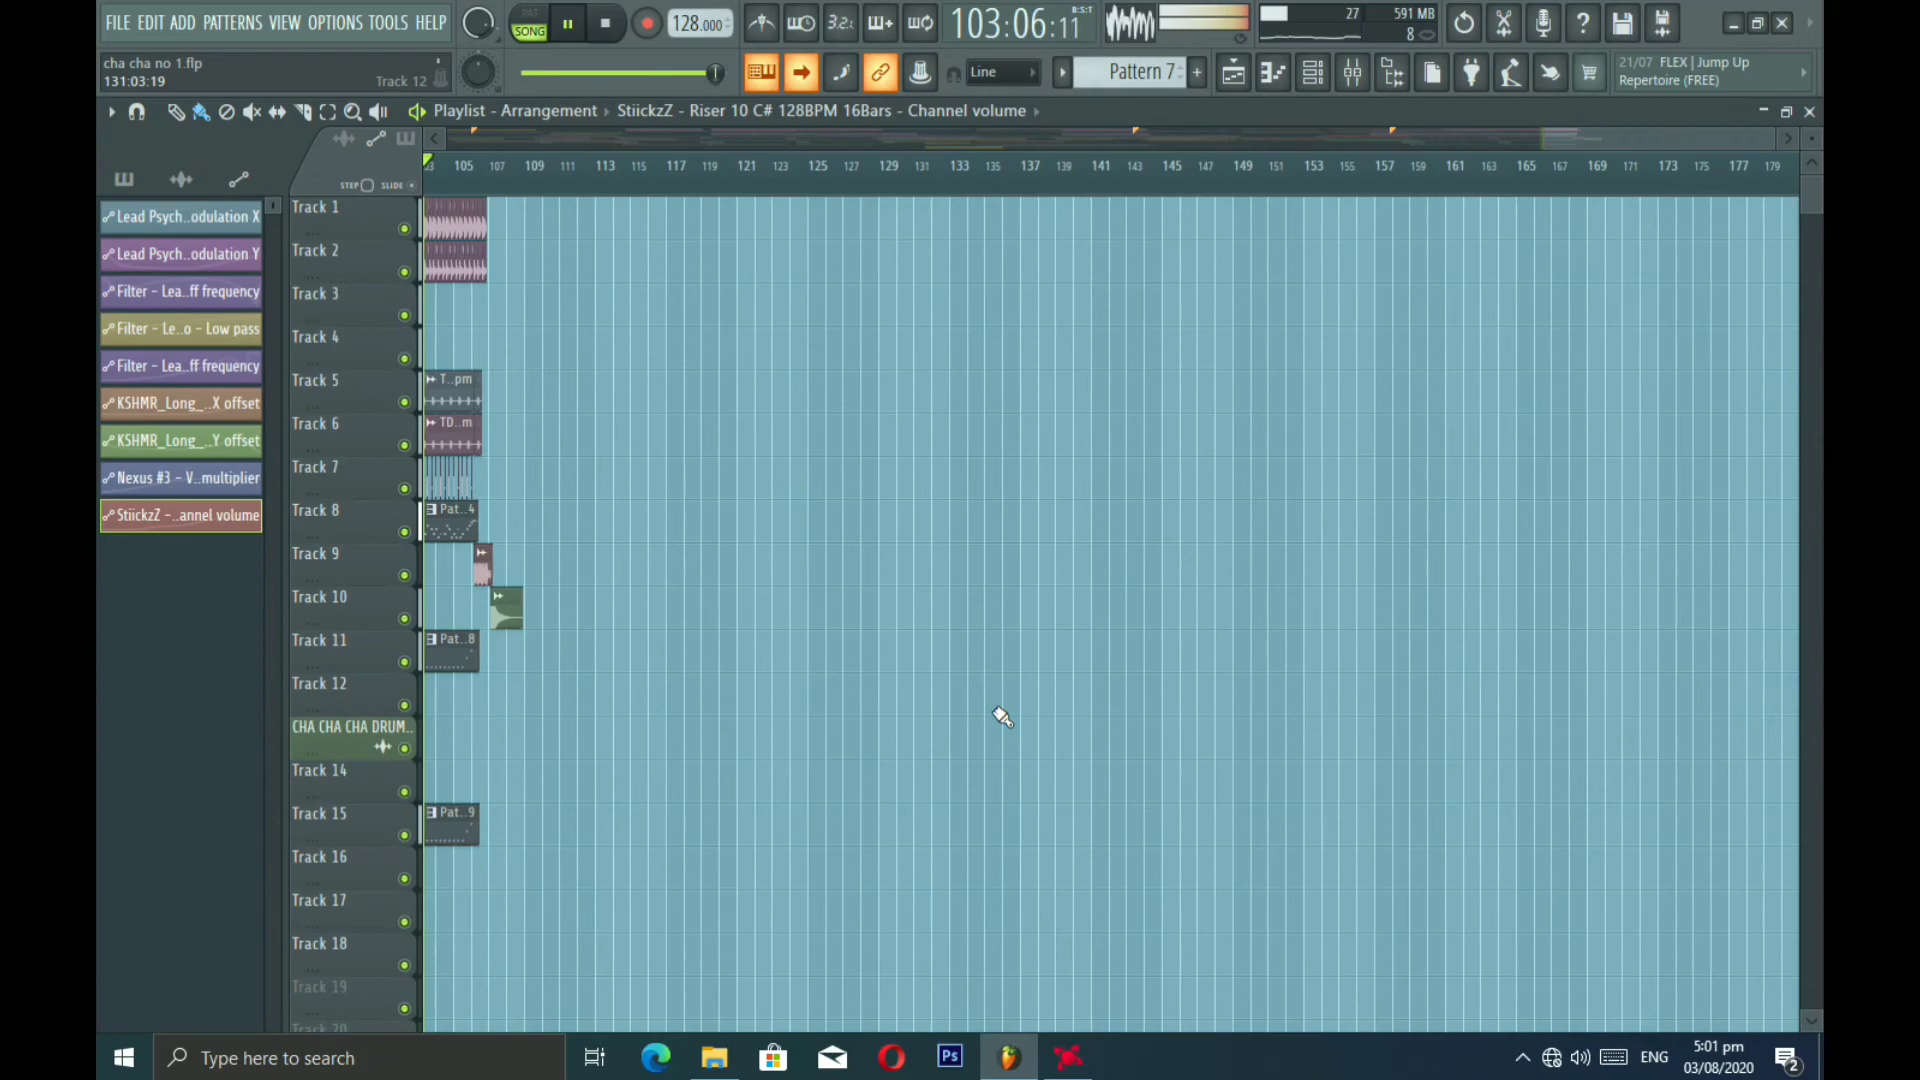 FILE EDIT ADD PATTERNS VIEW OPTIONS TOOLS HELP
PAT
SONG
128.000
3.2
103:06:11
B:S:T
27
591 MB
8
cha cha no 1.flp
131:03:19
Track 12
Line
Pattern 7
21/07 FLEX | Jump Up
Repertoire (FREE)
Playlist - Arrangement › StiickzZ - Riser 10 C# 128BPM 16Bars - Channel volume
STEP SLIDE
105 107 109 111 113 115 117 119 121 123 125 127 129 131 133 135 137 139 141 143 145 147 149 151 153 155 157 159 161 163 165 167 169 171 173 175 177 179
Lead Psych..odulation X
Lead Psych..odulation Y
Filter - Lea..ff frequency
Filter - Le..o - Low pass
Filter - Lea..ff frequency
KSHMR_Long_..X offset
KSHMR_Long_..Y offset
Nexus #3 - V..multiplier
StiickzZ -..annel volume
Track 1
Track 2
Track 3
Track 4
Track 5
T..pm
Track 6
TD..m
Track 7
Track 8
Pat..4
Track 9
Track 10
Track 11
Pat..8
Track 12
CHA CHA CHA DRUM..
Track 14
Track 15
Pat..9
Track 16
Track 17
Track 18
Track 19
Track 20
Type here to search
Ps
ENG
5:01 pm
03/08/2020
2